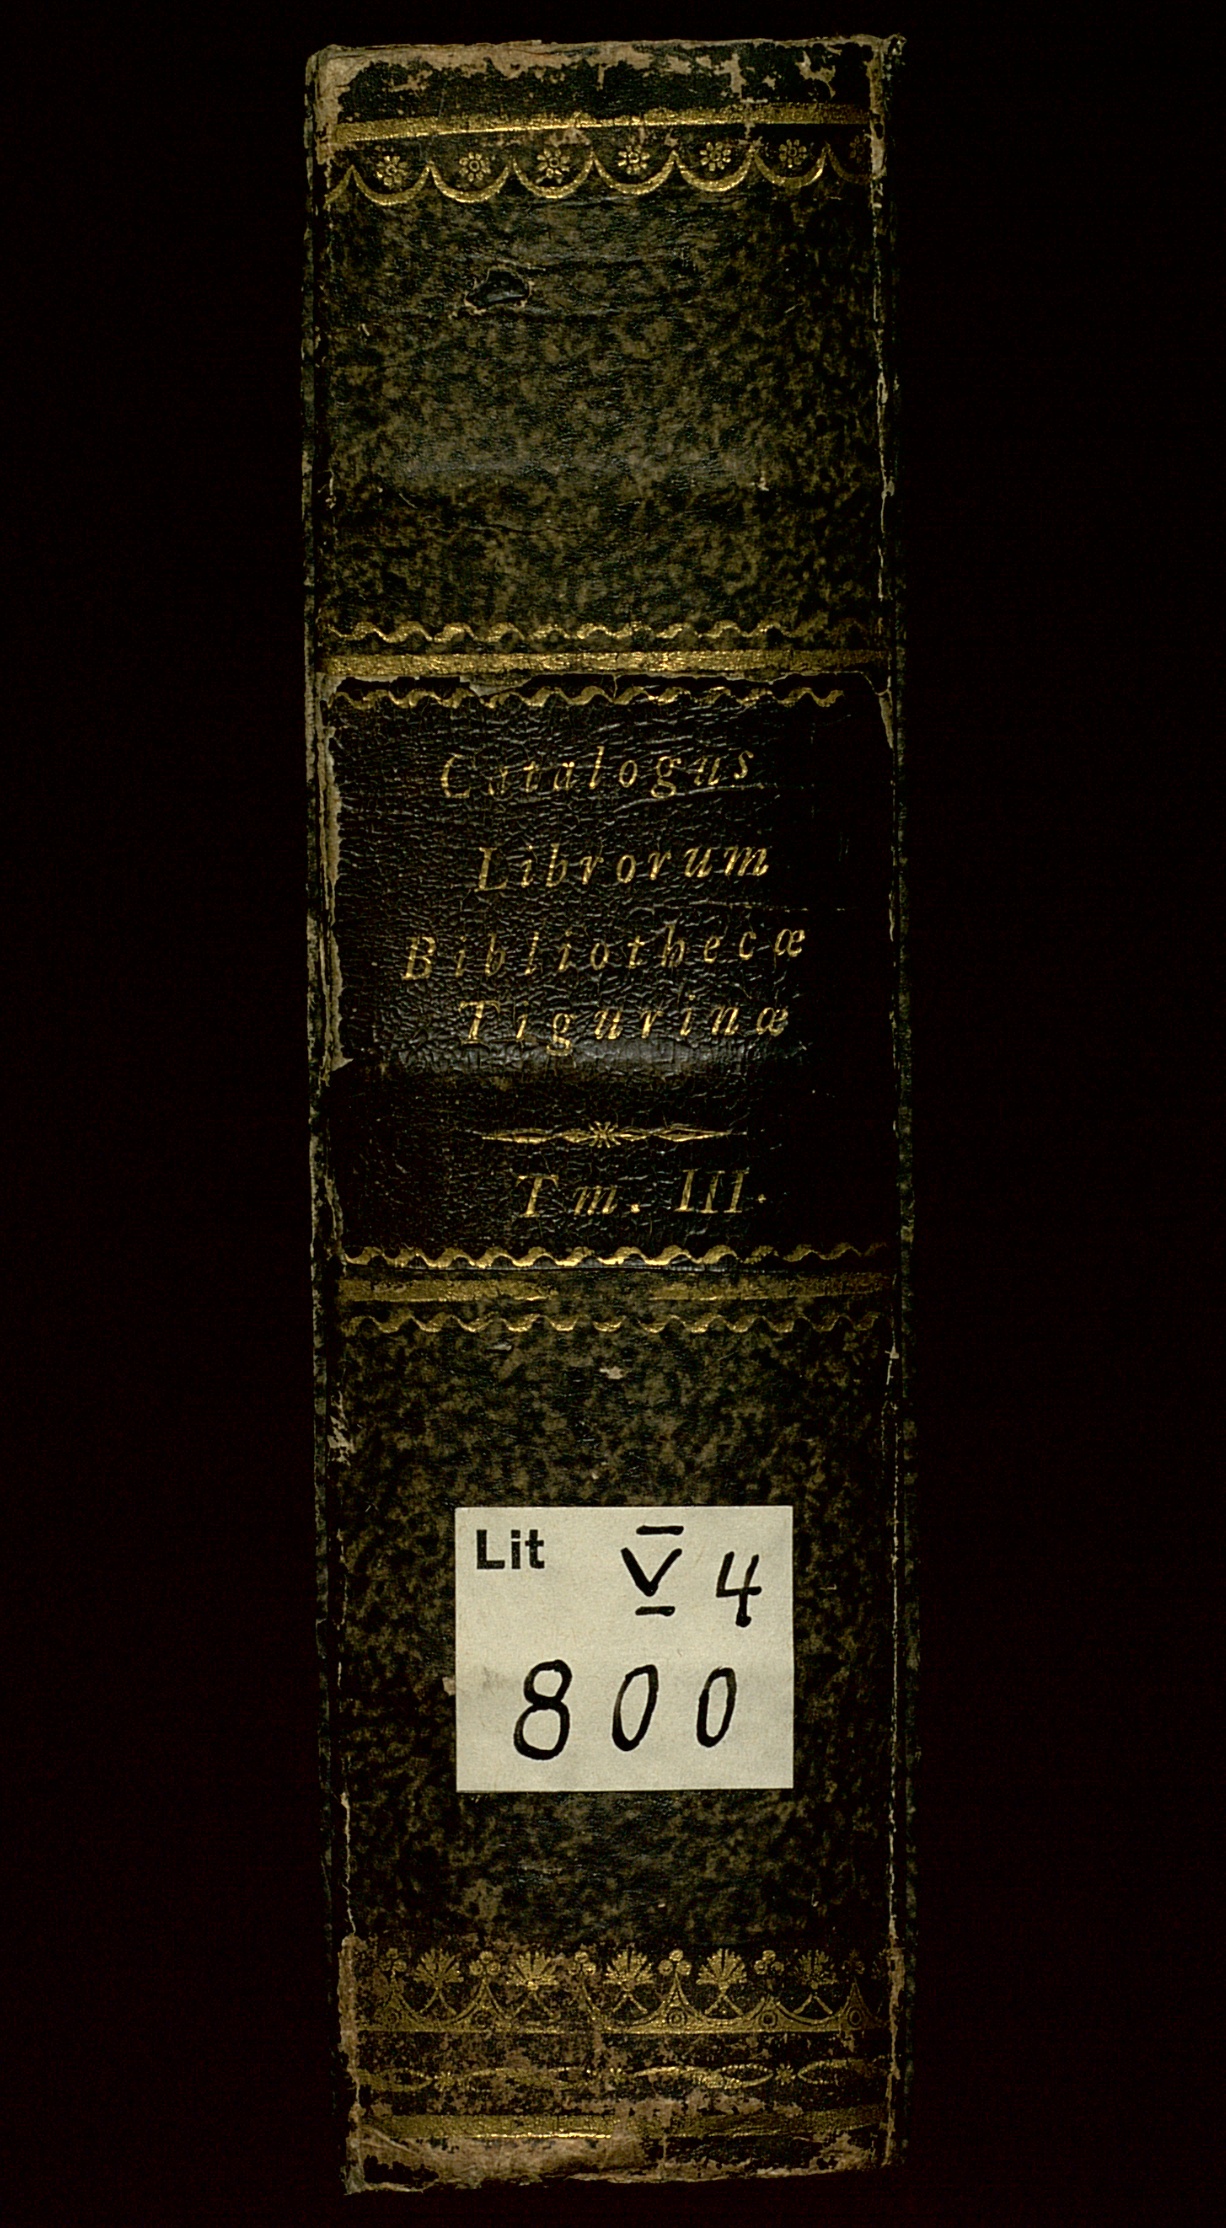 Catalogus
Librorum
Bibliothecæ
Tigurinæ
Tm. III.
Lit V 4
800